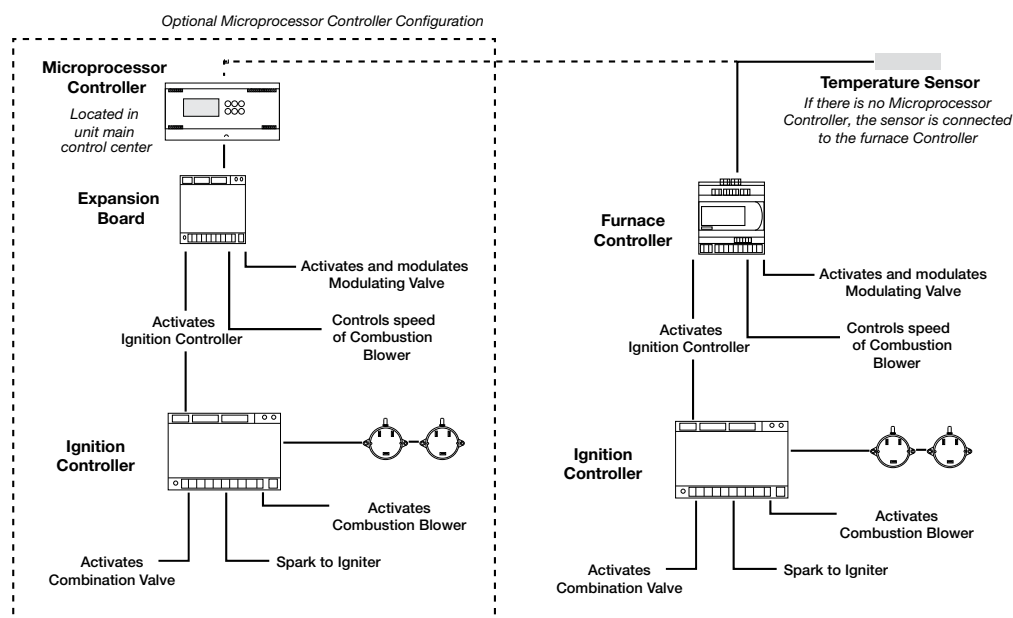 Optional Microprocessor Controller Configuration
Microprocessor
Controller
Located in
unit main
control center
Temperature Sensor
If there is no Microprocessor
Controller, the sensor is connected
to the furnace Controller
Expansion
Board
Furnace
Controller
Activates and modulates
Modulating Valve
Activates
Ignition Controller
Controls speed
of Combustion
Blower
Activates and modulates
Modulating Valve
Activates
Ignition Controller
Controls speed
of Combustion
Blower
Ignition
Controller
Activates
Combustion Blower
Activates
Combination Valve
Spark to Igniter
Ignition
Controller
Activates
Combustion Blower
Activates
Combination Valve
Spark to Igniter